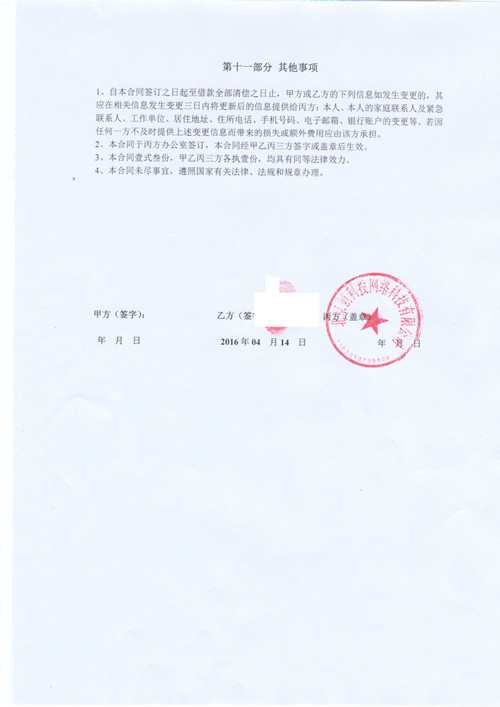 第十一部分 其他事项
1、自本合同签订之日起至借款全部清偿之日止，甲方或乙方的下列信息如发生变更的，其
应在相关信息发生变更三日内将更新后的信息提供给丙方：本人、本人的家庭联系人及紧急
联系人、工作单位、居住地址、住所电话、手机号码、电子邮箱、银行账户的变更等。若因
任何一方不及时提供上述变更信息而带来的损失或额外费用应由该方承担。
2、本合同于丙方办公室签订，本合同经甲乙丙三方签字或盖章后生效。
3、本合同壹式叁份，甲乙丙三方各执壹份，均具有同等法律效力。
4、本合同未尽事宜，遵照国家有关法律、法规和规章办理。
甲方（签字）： 乙方（签字 丙方（盖章）
年 月 日 2016 年 04 月 14 日 年 月 日
科技网络科技有限公司